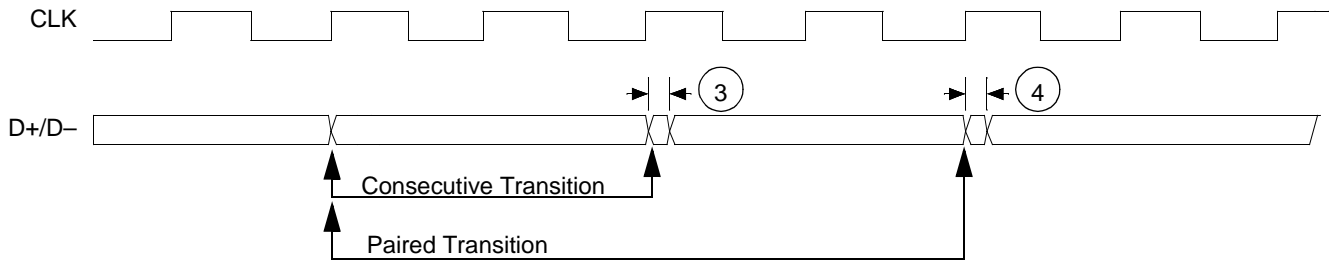 CLK
3
4
D+/D–
Consecutive Transition
Paired Transition